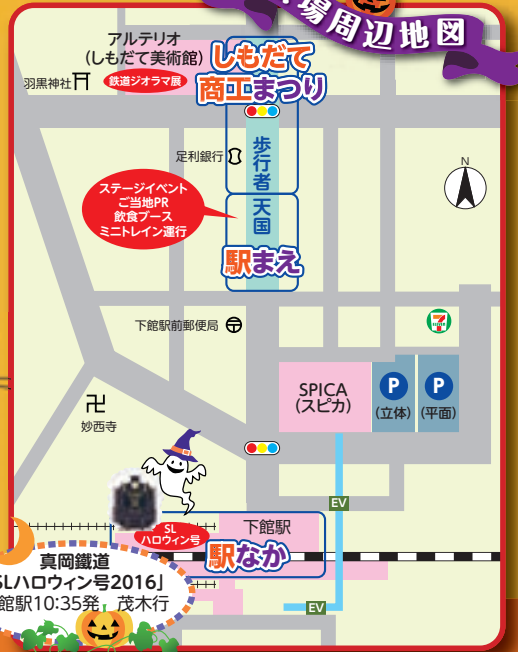 場周辺地図
アルテリオ
(しもだて美術館)
しもだて
商工まつり
羽黒神社
鉄道ジオラマ展
足利銀行
歩行者天国
ステージイベント
ご当地PR
飲食ブース
ミニトレイン運行
駅まえ
N
下館駅前郵便局
7
SPICA
(スピカ)
P
(立体)
P
(平面)
卍
妙西寺
EV
SL
ハロウィン号
下館駅
駅なか
真岡鐵道
SLハロウィン号2016」
館駅10:35発 茂木行
EV